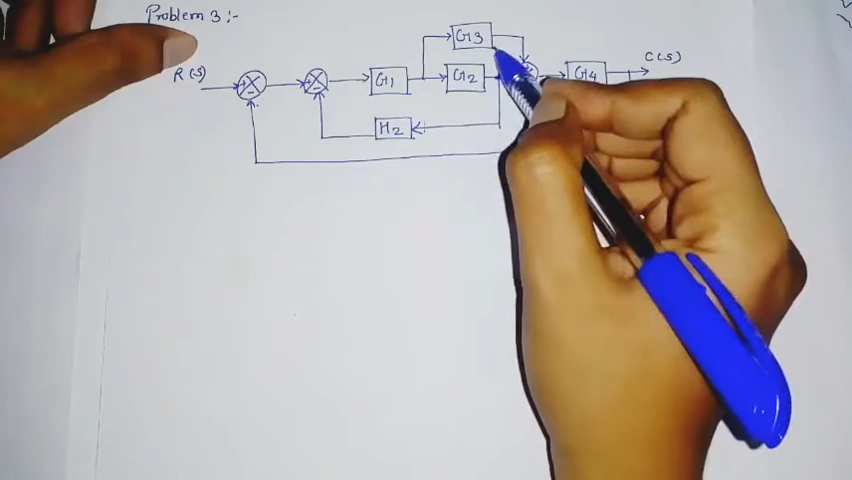 Problem 3 :-
G3
C(S)
R(S) + - + - G1 G2 G4
H2